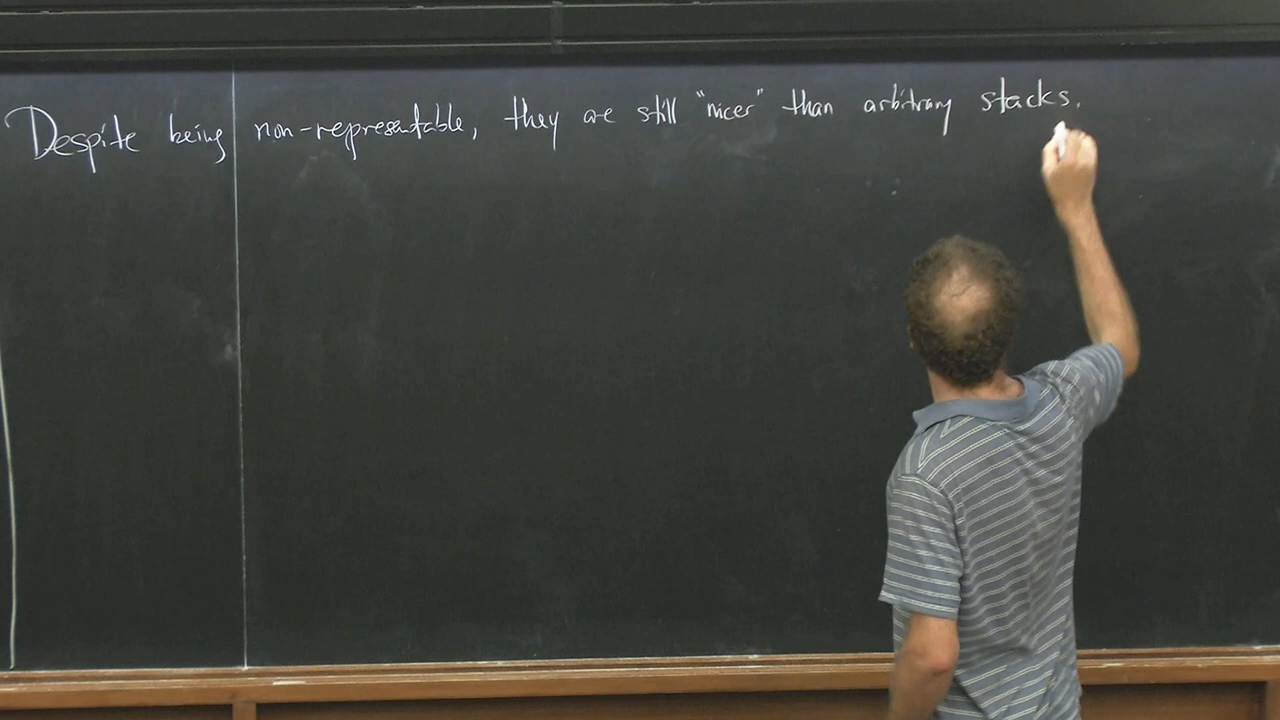 Despite being non-representable, they are still "nicer" than arbitrary stacks.